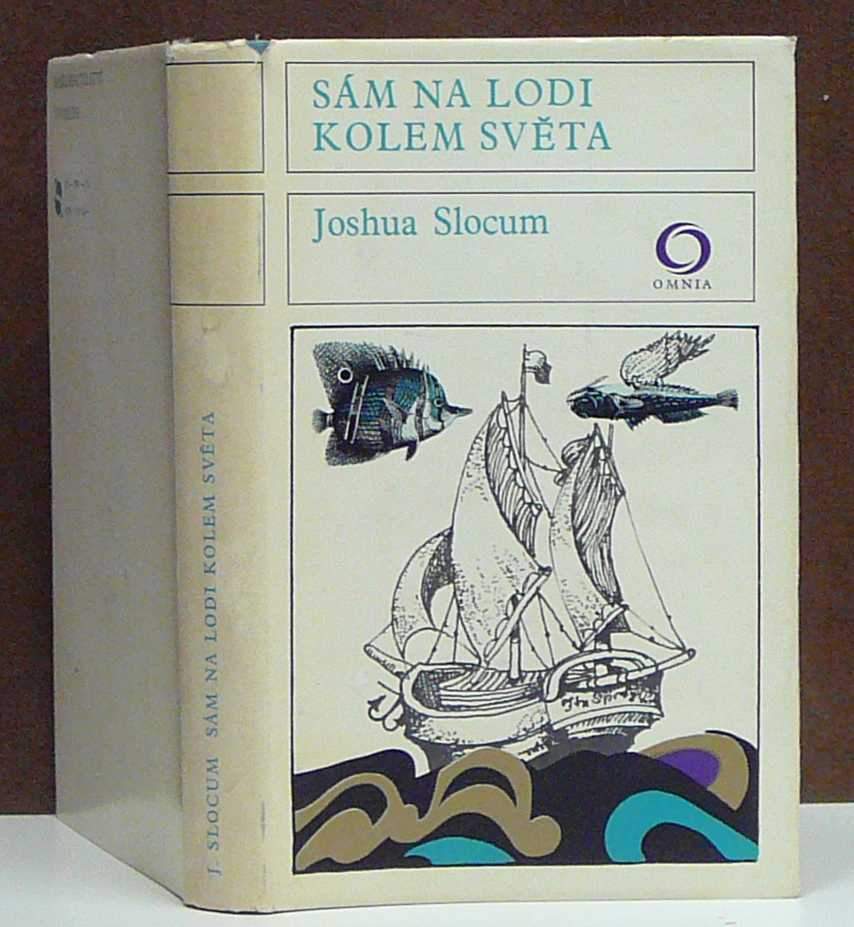 SÁM NA LODI
KOLEM SVĚTA
Joshua Slocum
OMNIA
J. SLOCUM SÁM NA LODI KOLEM SVĚTA